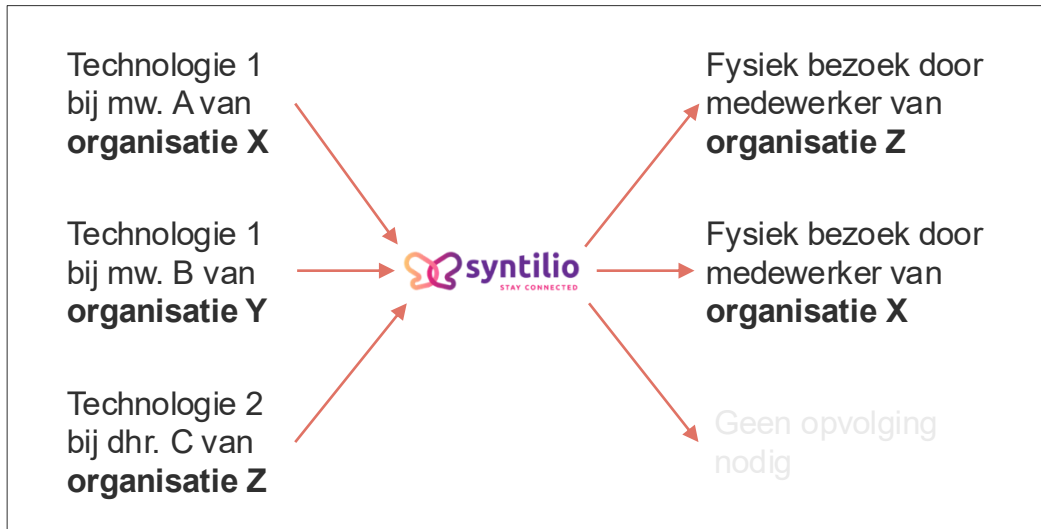 Technologie 1
bij mw. A van
organisatie X
Technologie 1
bij mw. B van
organisatie Y
Technologie 2
bij dhr. C van
organisatie Z
syntilio
STAY CONNECTED
Fysiek bezoek door
medewerker van
organisatie Z
Fysiek bezoek door
medewerker van
organisatie X
Geen opvolging
nodig